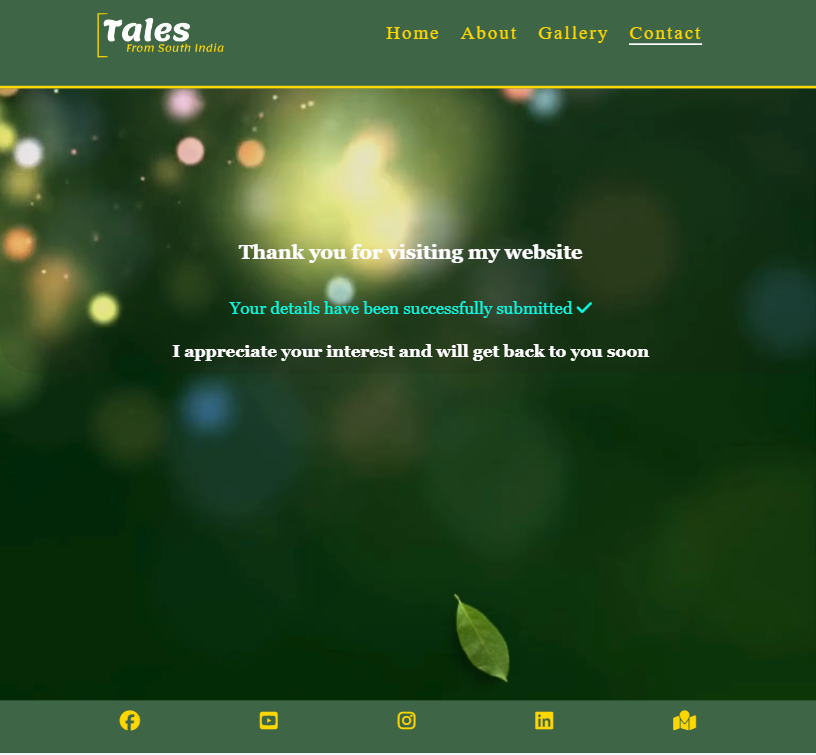 Tales
From South India
Home About Gallery Contact
Thank you for visiting my website
Your details have been successfully submitted
I appreciate your interest and will get back to you soon